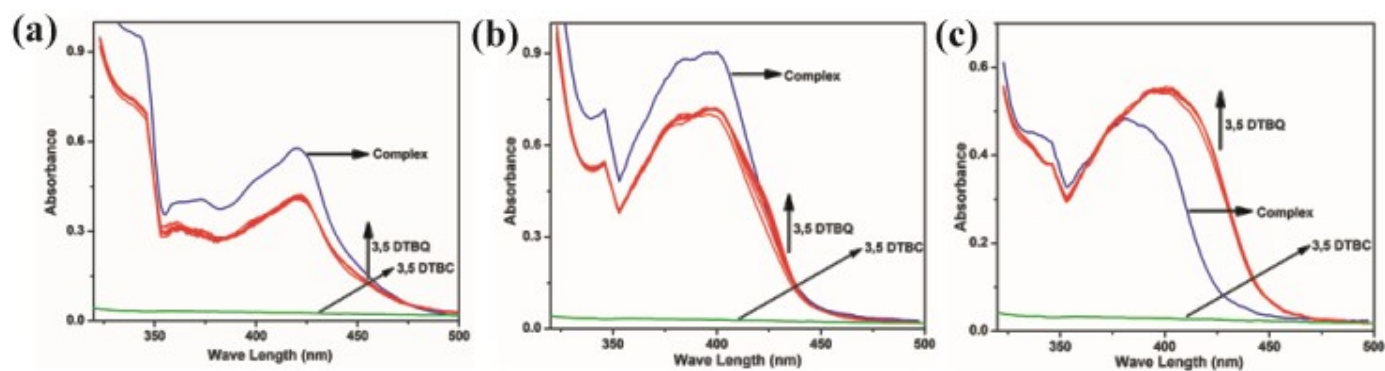 (a)
0.9
0.6
0.3
0.0
Absorbance
Complex
3,5 DTBQ
3,5 DTBC
350
400
450
500
Wave Length (nm)
(b)
0.9
0.6
0.3
0.0
Absorbance
Complex
3,5 DTBQ
3,5 DTBC
350
400
450
500
Wave Length (nm)
(c)
0.6
0.4
0.2
0.0
Absorbance
3,5 DTBQ
Complex
3,5 DTBC
350
400
450
500
Wave Length (nm)